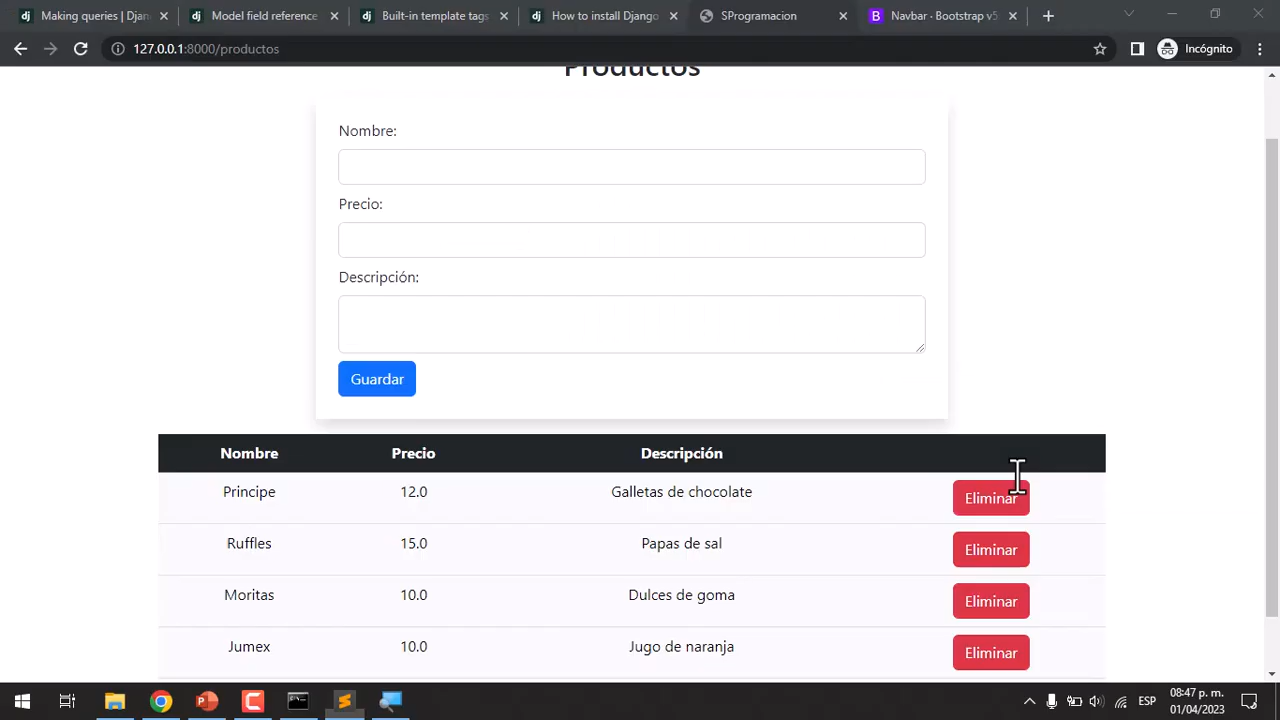 Making queries | Djan
Model field reference
Built-in template tags
How to install Django
SProgramacion
Navbar · Bootstrap v5
127.0.0.1:8000/productos
Incógnito
Productos
Nombre:
Precio:
Descripción:
Guardar
Nombre Precio Descripción
Principe 12.0 Galletas de chocolate Eliminar
Ruffles 15.0 Papas de sal Eliminar
Moritas 10.0 Dulces de goma Eliminar
Jumex 10.0 Jugo de naranja Eliminar
ESP
08:47 p. m.
01/04/2023